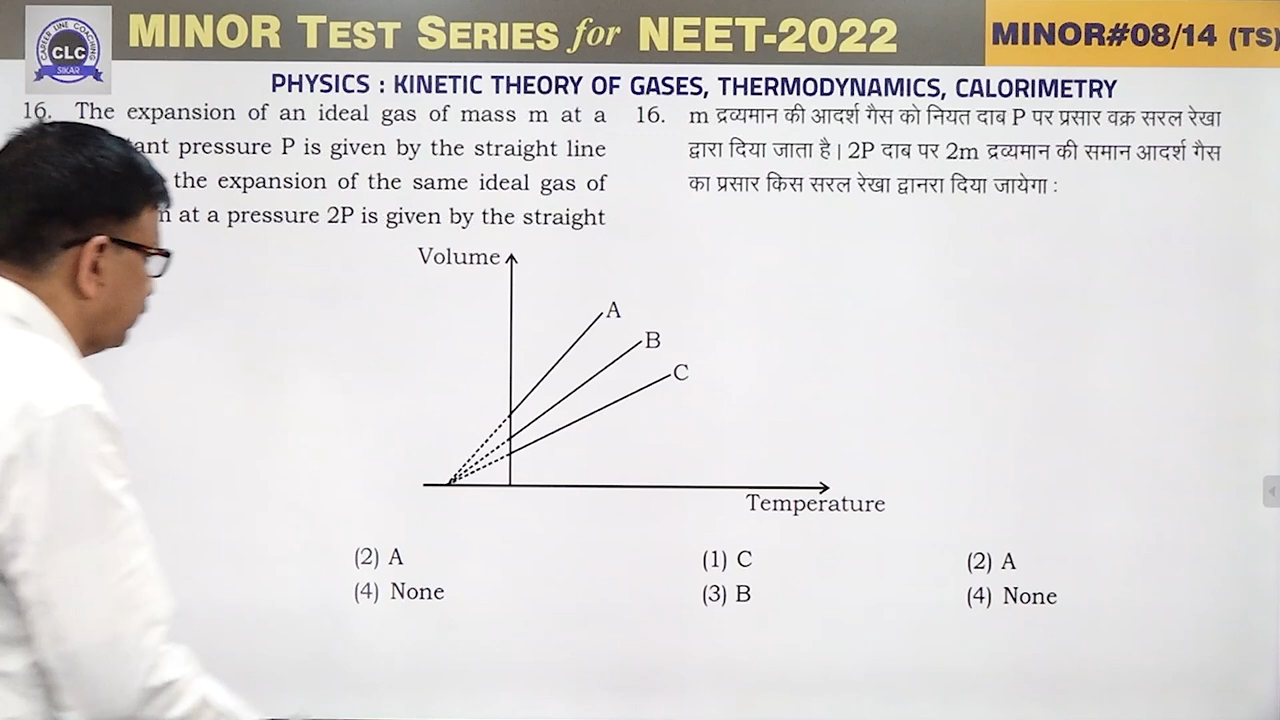 CAREER LINE COACHING
CLC
SIKAR
MINOR TEST SERIES for NEET-2022
MINOR#08/14 (TS)
PHYSICS : KINETIC THEORY OF GASES, THERMODYNAMICS, CALORIMETRY
16. The expansion of an ideal gas of mass m at a
pressure P is given by the straight line
the expansion of the same ideal gas of
at a pressure 2P is given by the straight
16. m द्रव्यमान की आदर्श गैस को नियत दाब P पर प्रसार वक्र सरल रेखा
द्वारा दिया जाता है। 2P दाब पर 2m द्रव्यमान की समान आदर्श गैस
का प्रसार किस सरल रेखा द्वानरा दिया जायेगा :
Volume
A
B
C
Temperature
(2) A
(4) None
(1) C
(2) A
(3) B
(4) None